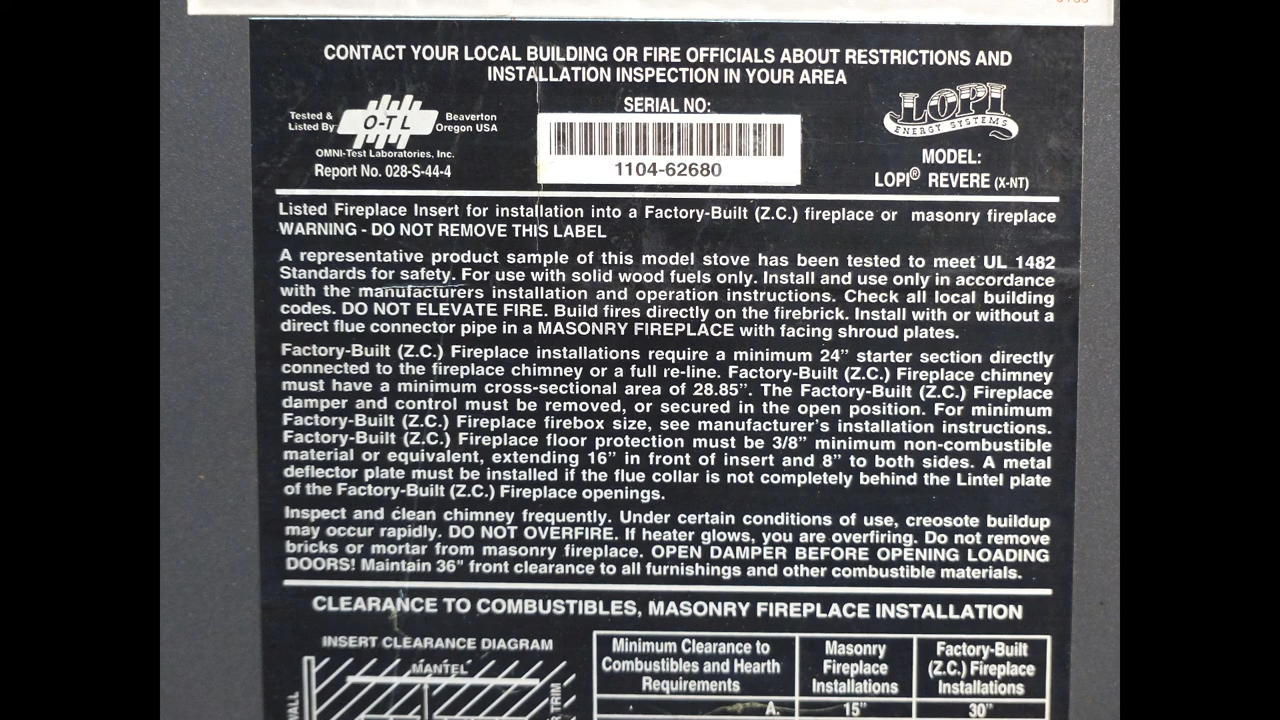 CONTACT YOUR LOCAL BUILDING OR FIRE OFFICIALS ABOUT RESTRICTIONS AND
INSTALLATION INSPECTION IN YOUR AREA
Tested &
Listed By
O-TL
Beaverton
Oregon USA
OMNI-Test Laboratories, Inc.
Report No. 028-S-44-4
SERIAL NO:
1104-62680
LOPI
ENERGY SYSTEMS
MODEL:
LOPI® REVERE (X-NT)
Listed Fireplace Insert for installation into a Factory-Built (Z.C.) fireplace or masonry fireplace
WARNING - DO NOT REMOVE THIS LABEL
A representative product sample of this model stove has been tested to meet UL 1482
Standards for safety. For use with solid wood fuels only. Install and use only in accordance
with the manufacturers installation and operation instructions. Check all local building
codes. DO NOT ELEVATE FIRE. Build fires directly on the firebrick. Install with or without a
direct flue connector pipe in a MASONRY FIREPLACE with facing shroud plates.
Factory-Built (Z.C.) Fireplace installations require a minimum 24” starter section directly
connected to the fireplace chimney or a full re-line. Factory-Built (Z.C.) Fireplace chimney
must have a minimum cross-sectional area of 28.85”. The Factory-Built (Z.C.) Fireplace
damper and control must be removed, or secured in the open position. For minimum
Factory-Built (Z.C.) Fireplace firebox size, see manufacturer’s installation instructions.
Factory-Built (Z.C.) Fireplace floor protection must be 3/8” minimum non-combustible
material or equivalent, extending 16” in front of insert and 8” to both sides. A metal
deflector plate must be installed if the flue collar is not completely behind the Lintel plate
of the Factory-Built (Z.C.) Fireplace openings.
Inspect and clean chimney frequently. Under certain conditions of use, creosote buildup
may occur rapidly. DO NOT OVERFIRE. If heater glows, you are overfiring. Do not remove
bricks or mortar from masonry fireplace. OPEN DAMPER BEFORE OPENING LOADING
DOORS! Maintain 36” front clearance to all furnishings and other combustible materials.
CLEARANCE TO COMBUSTIBLES, MASONRY FIREPLACE INSTALLATION
INSERT CLEARANCE DIAGRAM
MANTEL
WALL
TRIM
Minimum Clearance to
Combustibles and Hearth
Requirements
Masonry
Fireplace
Installations
Factory-Built
(Z.C.) Fireplace
Installations
A. 15” 30”